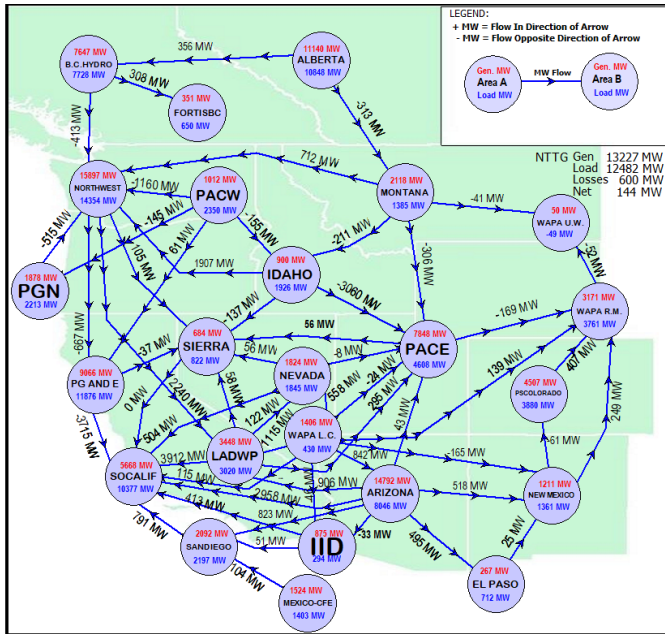 LEGEND:
+ MW = Flow In Direction of Arrow
- MW = Flow Opposite Direction of Arrow
Gen. MW
Area A
Load MW
MW Flow
Gen. MW
Area B
Load MW
NTTG Gen 13227 MW
Load 12482 MW
Losses 600 MW
Net 144 MW
7647 MW
B.C.HYDRO
7728 MW
356 MW
11140 MW
ALBERTA
10848 MW
308 MW
351 MW
FORTISBC
650 MW
-413 MW
-313 MW
712 MW
15897 MW
NORTHWEST
14354 MW
-1160 MW
1012 MW
PACW
2350 MW
2118 MW
MONTANA
1385 MW
-41 MW
50 MW
WAPA U.W.
-49 MW
-515 MW
-145 MW
-155 MW
-211 MW
-306 MW
-52 MW
61 MW
105 MW
1907 MW
1878 MW
PGN
2213 MW
900 MW
IDAHO
1926 MW
-3060 MW
-137 MW
-169 MW
3171 MW
WAPA R.M.
3761 MW
-667 MW
-37 MW
684 MW
SIERRA
822 MW
56 MW
56 MW
-8 MW
7848 MW
PACE
4608 MW
9066 MW
PG AND E
11876 MW
1824 MW
NEVADA
1845 MW
558 MW
-24 MW
295 MW
139 MW
407 MW
249 MW
4507 MW
PSCOLORADO
3880 MW
0 MW
2240 MW
58 MW
122 MW
-3715 MW
504 MW
1115 MW
1406 MW
WAPA L.C.
430 MW
43 MW
842 MW
-165 MW
-61 MW
3448 MW
LADWP
3020 MW
3912 MW
5668 MW
SOCALIF
10377 MW
115 MW
2958 MW
906 MW
14792 MW
ARIZONA
8046 MW
518 MW
1211 MW
NEW MEXICO
1361 MW
413 MW
823 MW
791 MW
51 MW
-33 MW
495 MW
25 MW
2092 MW
SANDIEGO
2197 MW
875 MW
IID
294 MW
104 MW
1524 MW
MEXICO-CFE
1403 MW
267 MW
EL PASO
712 MW